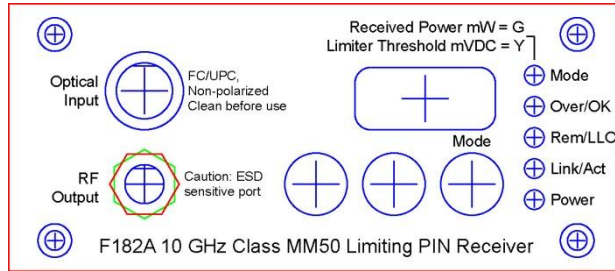 Received Power mW = G
Limiter Threshold mVDC = Y
Optical
Input
FC/UPC,
Non-polarized
Clean before use
Mode
Over/OK
Rem/LLO
Link/Act
Power
Mode
RF
Output
Caution: ESD
sensitive port
F182A 10 GHz Class MM50 Limiting PIN Receiver